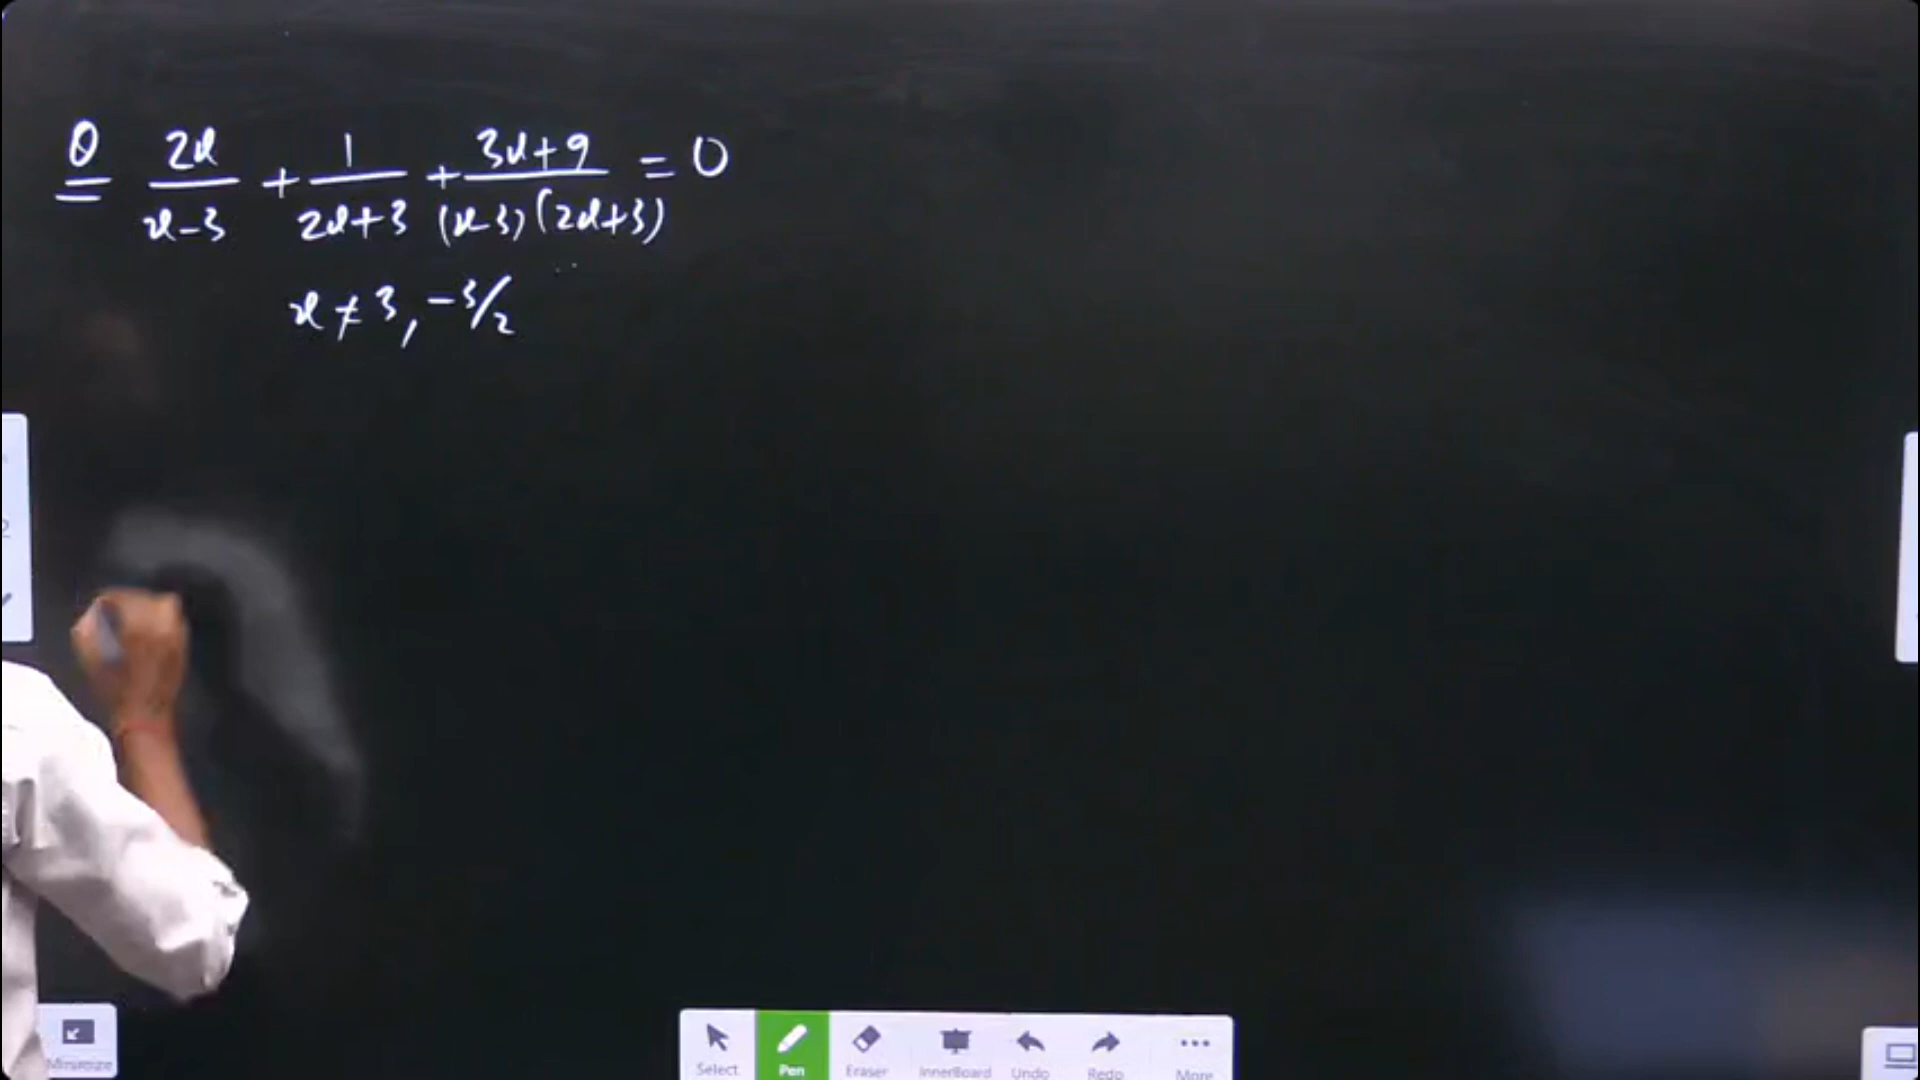 Q 2x/(x-3) + 1/(2x+3) + (3x+9)/((x-3)(2x+3)) = 0
x ≠ 3, -3/2
Minimize
Select Pen Eraser InnerBoard Undo Redo More